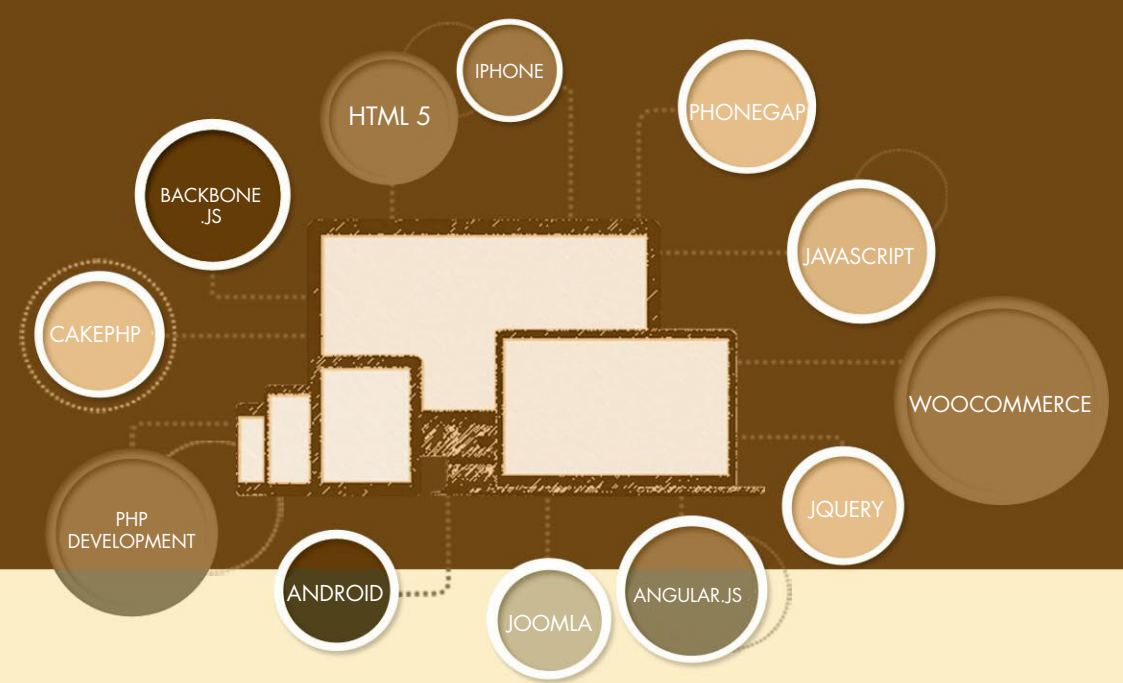 IPHONE
HTML 5
PHONEGAP
BACKBONE
.JS
JAVASCRIPT
CAKEPHP
WOOCOMMERCE
JQUERY
PHP
DEVELOPMENT
ANDROID
JOOMLA
ANGULAR.JS